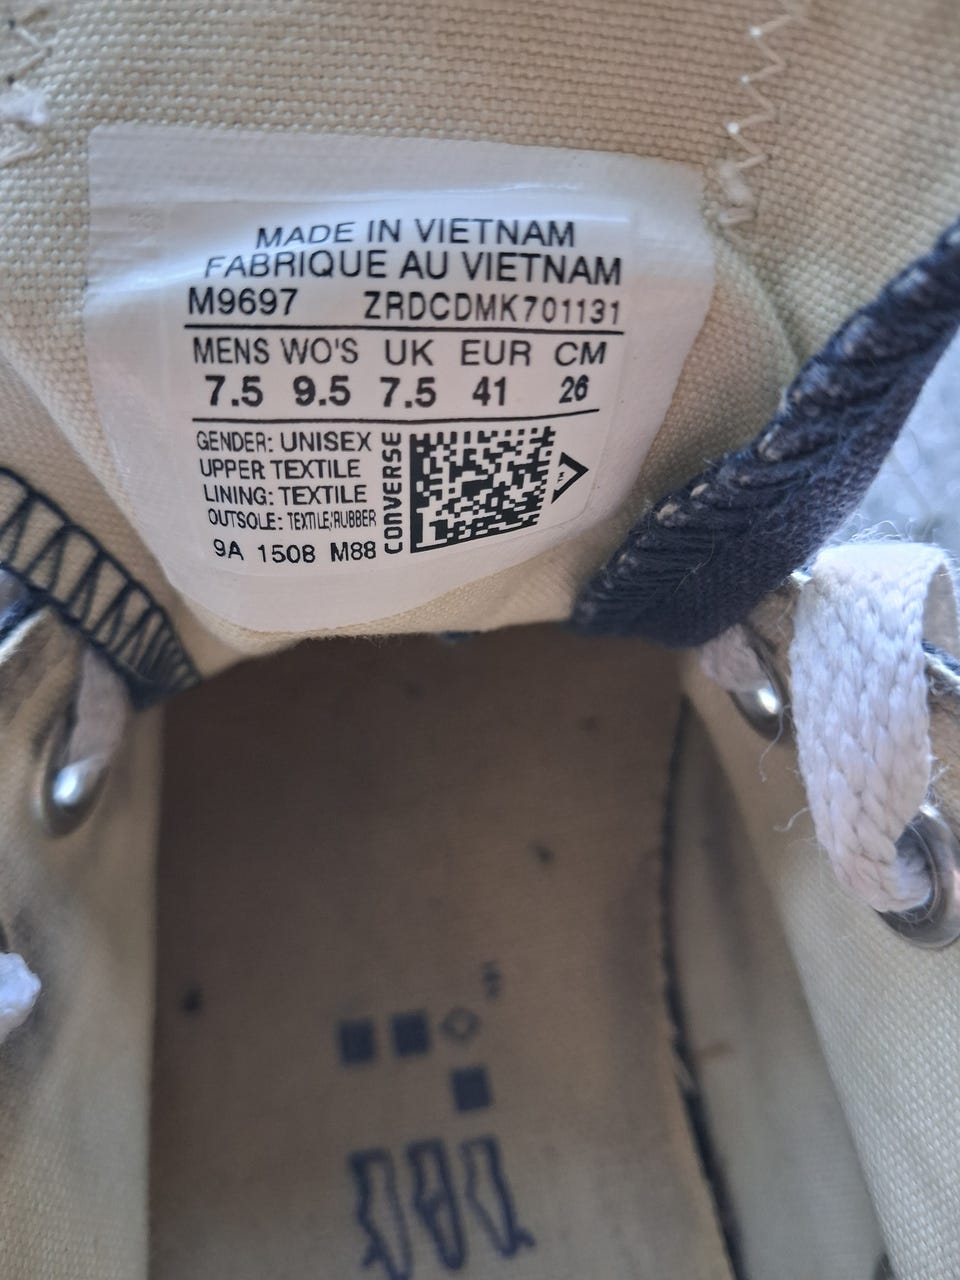 MADE IN VIETNAM
FABRIQUE AU VIETNAM
M9697 ZRDCDMK701131
MENS WO'S UK EUR CM
7.5 9.5 7.5 41 26
GENDER: UNISEX
UPPER TEXTILE
LINING: TEXTILE
OUTSOLE: TEXTILE/RUBBER
9A 1508 M88
CONVERSE